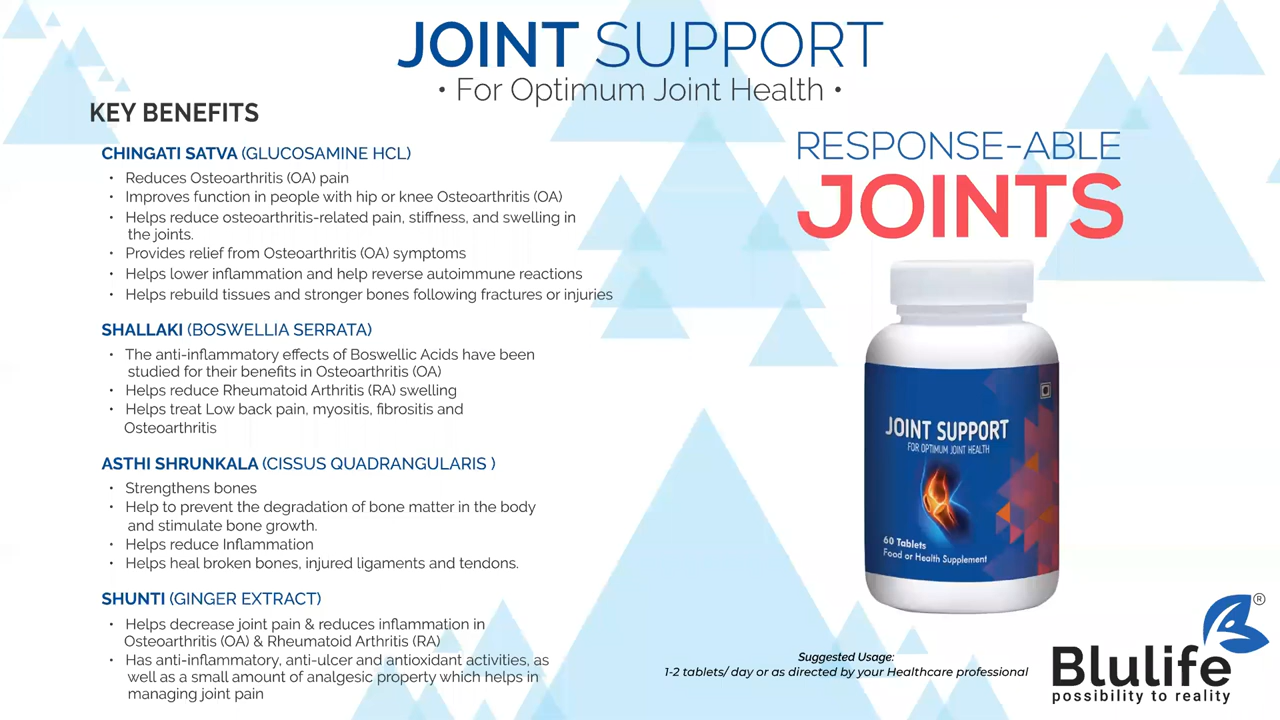 JOINT SUPPORT
• For Optimum Joint Health •
KEY BENEFITS
CHINGATI SATVA (GLUCOSAMINE HCL)
• Reduces Osteoarthritis (OA) pain
• Improves function in people with hip or knee Osteoarthritis (OA)
• Helps reduce osteoarthritis-related pain, stiffness, and swelling in
the joints.
• Provides relief from Osteoarthritis (OA) symptoms
• Helps lower inflammation and help reverse autoimmune reactions
• Helps rebuild tissues and stronger bones following fractures or injuries
SHALLAKI (BOSWELLIA SERRATA)
• The anti-inflammatory effects of Boswellic Acids have been
studied for their benefits in Osteoarthritis (OA)
• Helps reduce Rheumatoid Arthritis (RA) swelling
• Helps treat Low back pain, myositis, fibrositis and
Osteoarthritis
ASTHI SHRUNKALA (CISSUS QUADRANGULARIS )
• Strengthens bones
• Help to prevent the degradation of bone matter in the body
and stimulate bone growth.
• Helps reduce Inflammation
• Helps heal broken bones, injured ligaments and tendons.
SHUNTI (GINGER EXTRACT)
• Helps decrease joint pain & reduces inflammation in
Osteoarthritis (OA) & Rheumatoid Arthritis (RA)
• Has anti-inflammatory, anti-ulcer and antioxidant activities, as
well as a small amount of analgesic property which helps in
managing joint pain
RESPONSE-ABLE
JOINTS
JOINT SUPPORT
FOR OPTIMUM JOINT HEALTH
60 Tablets
Food or Health Supplement
Suggested Usage:
1-2 tablets/ day or as directed by your Healthcare professional
®
Blulife
possibility to reality